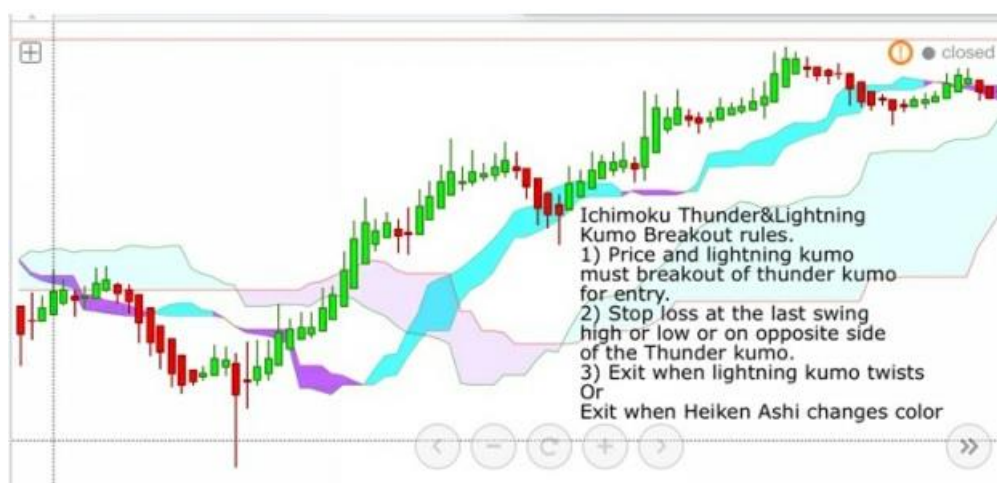 closed
Ichimoku Thunder&Lightning
Kumo Breakout rules.
1) Price and lightning kumo
must breakout of thunder kumo
for entry.
2) Stop loss at the last swing
high or low or on opposite side
of the Thunder kumo.
3) Exit when lightning kumo twists
Or
Exit when Heiken Ashi changes color